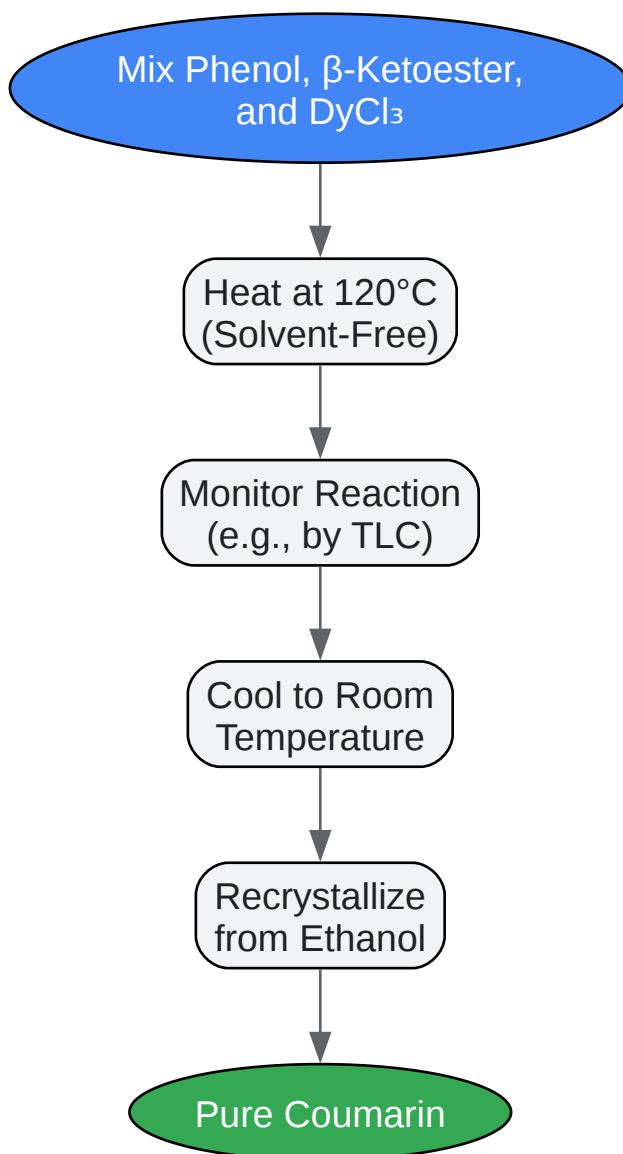 Mix Phenol, β-Ketoester,
and DyCl₃
Heat at 120°C
(Solvent-Free)
Monitor Reaction
(e.g., by TLC)
Cool to Room
Temperature
Recrystallize
from Ethanol
Pure Coumarin